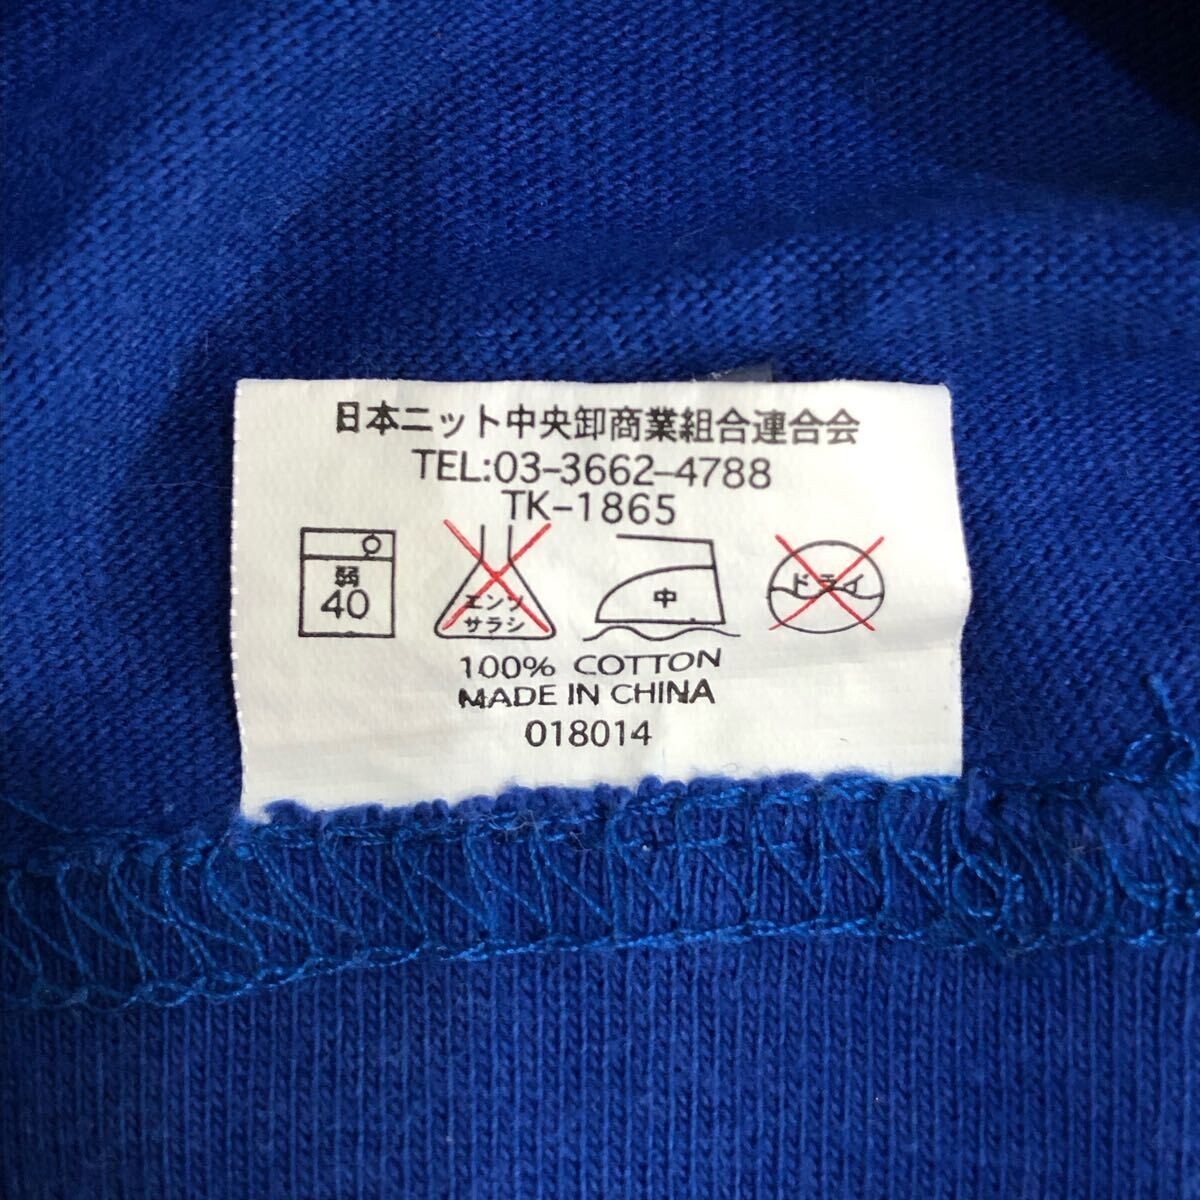 日本ニット中央卸商業組合連合会
TEL:03-3662-4788
TK-1865
弱
40
エンソ
サラシ
中
ドライ
100% COTTON
MADE IN CHINA
018014